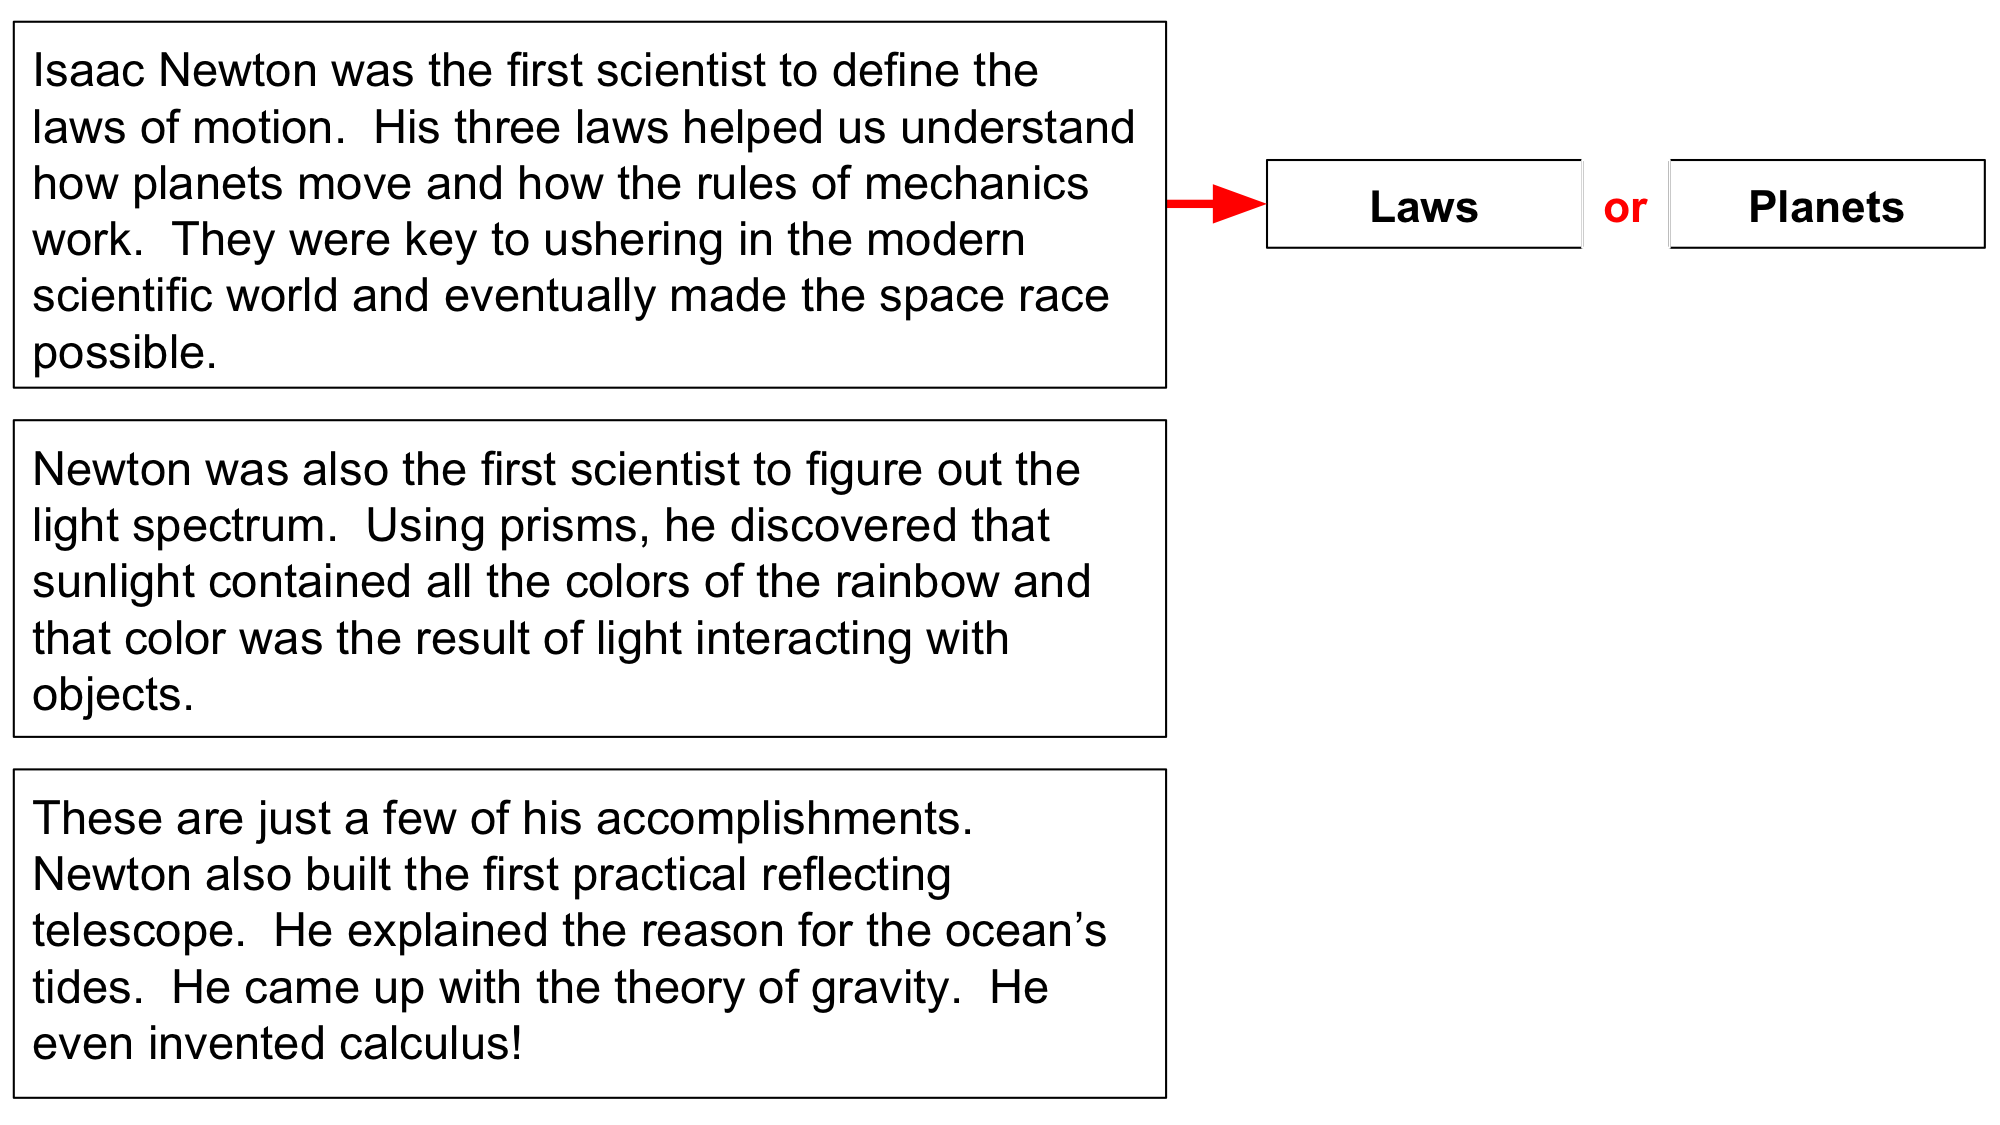 Isaac Newton was the first scientist to define the
laws of motion.  His three laws helped us understand
how planets move and how the rules of mechanics
work.  They were key to ushering in the modern
scientific world and eventually made the space race
possible.
Laws or Planets
Newton was also the first scientist to figure out the
light spectrum.  Using prisms, he discovered that
sunlight contained all the colors of the rainbow and
that color was the result of light interacting with
objects.
These are just a few of his accomplishments.
Newton also built the first practical reflecting
telescope.  He explained the reason for the ocean’s
tides.  He came up with the theory of gravity.  He
even invented calculus!